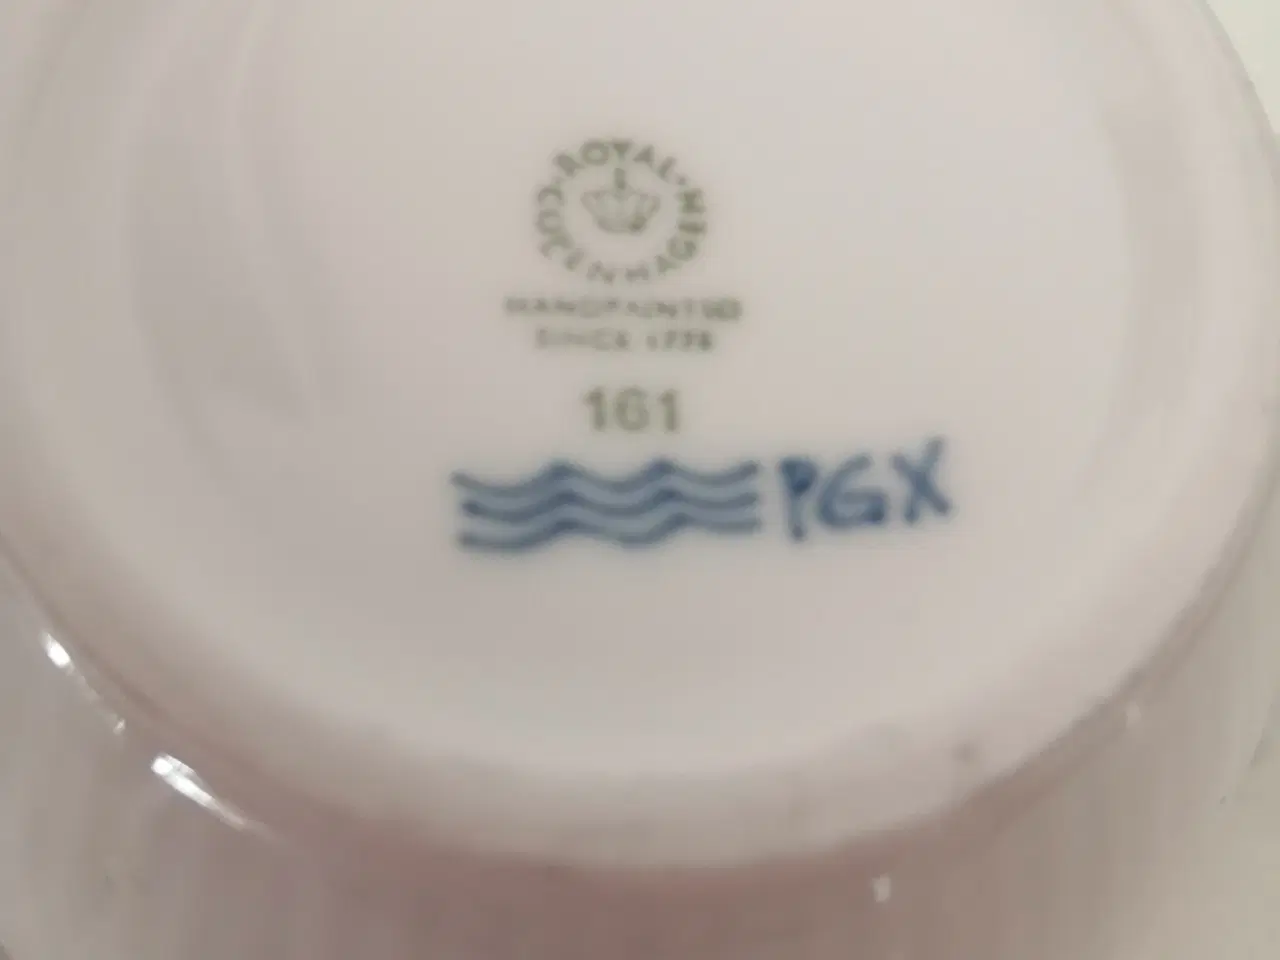 ROYAL COPENHAGEN
HANDPAINTED
SINCE 1775
161
PGX